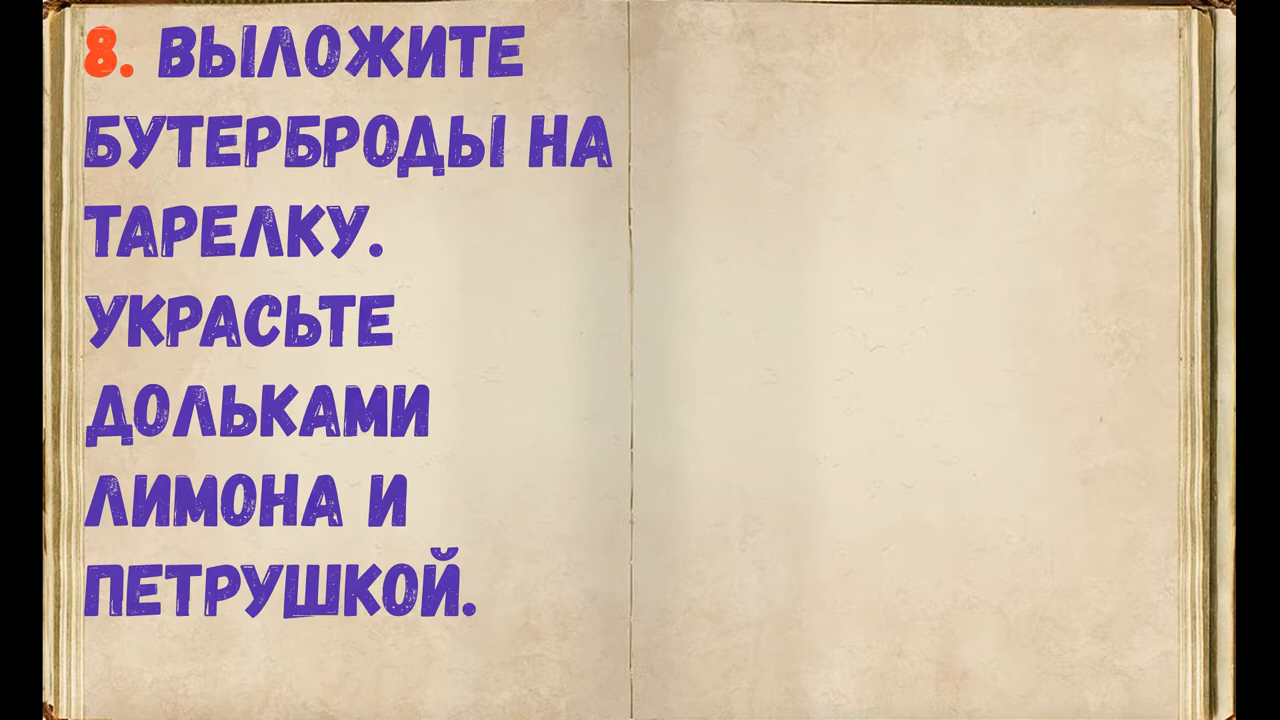 8. ВЫЛОЖИТЕ
БУТЕРБРОДЫ НА
ТАРЕЛКУ.
УКРАСЬТЕ
ДОЛЬКАМИ
ЛИМОНА И
ПЕТРУШКОЙ.